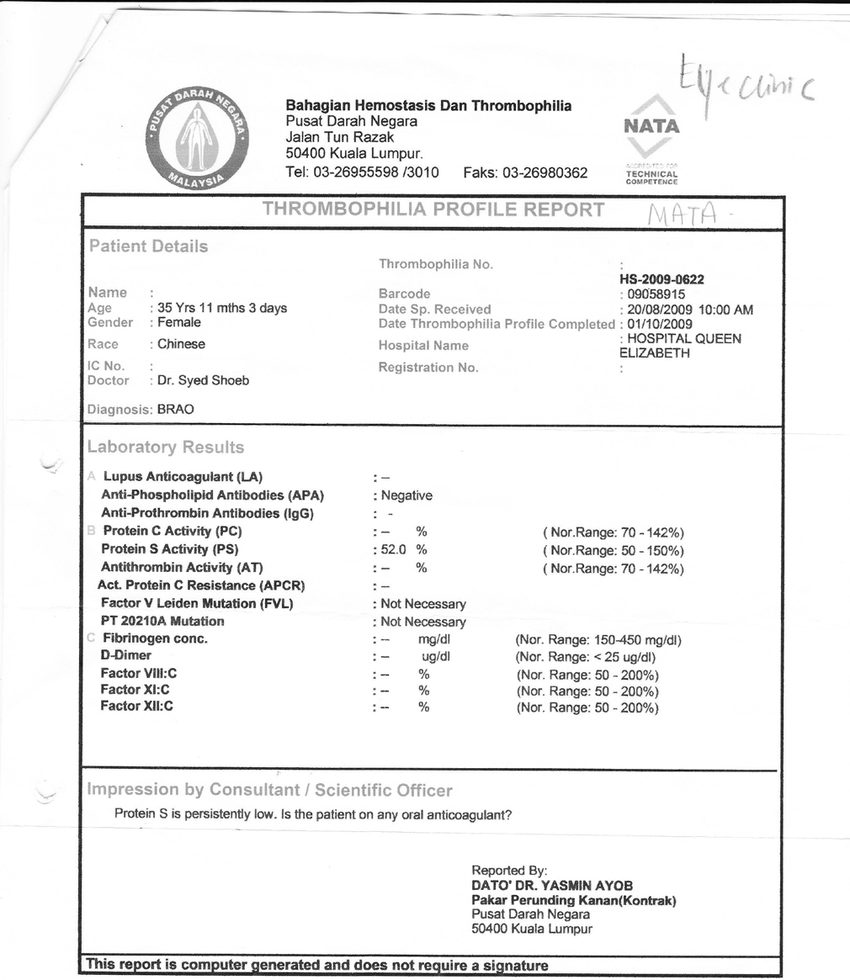 Eye clinic
PUSAT DARAH NEGARA
MALAYSIA
Bahagian Hemostasis Dan Thrombophilia
Pusat Darah Negara
Jalan Tun Razak
50400 Kuala Lumpur.
Tel: 03-26955598 /3010 Faks: 03-26980362
NATA
ACCREDITED FOR
TECHNICAL
COMPETENCE
THROMBOPHILIA PROFILE REPORT MATA -
Patient Details
Thrombophilia No. :
HS-2009-0622
Name :
Barcode : 09058915
Age : 35 Yrs 11 mths 3 days
Date Sp. Received : 20/08/2009 10:00 AM
Gender : Female
Date Thrombophilia Profile Completed : 01/10/2009
Race : Chinese
Hospital Name : HOSPITAL QUEEN
ELIZABETH
IC No. :
Registration No. :
Doctor : Dr. Syed Shoeb
Diagnosis: BRAO
Laboratory Results
A Lupus Anticoagulant (LA) : --
Anti-Phospholipid Antibodies (APA) : Negative
Anti-Prothrombin Antibodies (IgG) : -
B Protein C Activity (PC) : -- % ( Nor.Range: 70 - 142%)
Protein S Activity (PS) : 52.0 % ( Nor.Range: 50 - 150%)
Antithrombin Activity (AT) : -- % ( Nor.Range: 70 - 142%)
Act. Protein C Resistance (APCR) : --
Factor V Leiden Mutation (FVL) : Not Necessary
PT 20210A Mutation : Not Necessary
C Fibrinogen conc. : -- mg/dl (Nor. Range: 150-450 mg/dl)
D-Dimer : -- ug/dl (Nor. Range: < 25 ug/dl)
Factor VIII:C : -- % (Nor. Range: 50 - 200%)
Factor XI:C : -- % (Nor. Range: 50 - 200%)
Factor XII:C : -- % (Nor. Range: 50 - 200%)
Impression by Consultant / Scientific Officer
Protein S is persistently low. Is the patient on any oral anticoagulant?
Reported By:
DATO' DR. YASMIN AYOB
Pakar Perunding Kanan(Kontrak)
Pusat Darah Negara
50400 Kuala Lumpur
This report is computer generated and does not require a signature